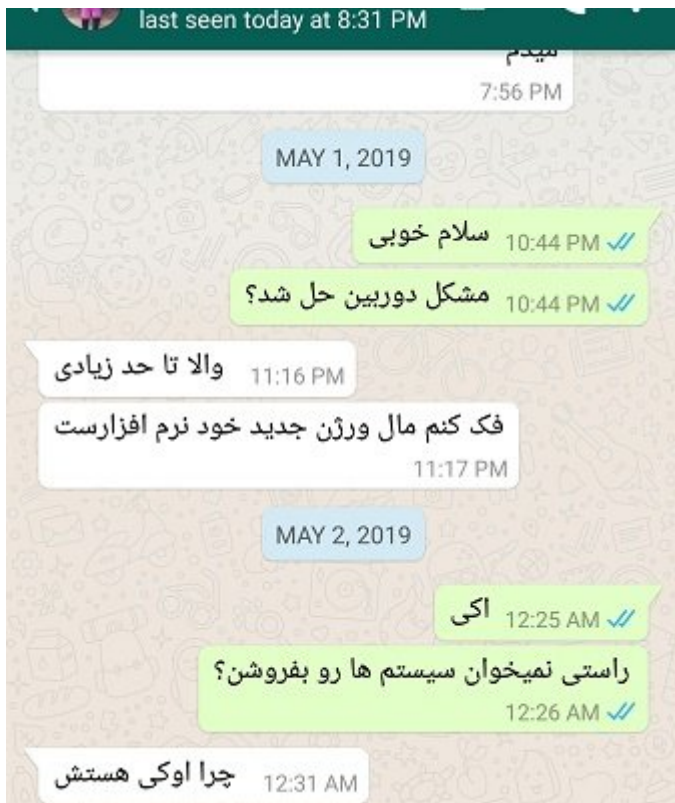 last seen today at 8:31 PM
میدم
7:56 PM
MAY 1, 2019
سلام خوبی 10:44 PM
مشکل دوربین حل شد؟ 10:44 PM
والا تا حد زیادی 11:16 PM
فک کنم مال ورژن جدید خود نرم افزارست
11:17 PM
MAY 2, 2019
اکی 12:25 AM
راستی نمیخوان سیستم ها رو بفروشن؟
12:26 AM
چرا اوکی هستش 12:31 AM